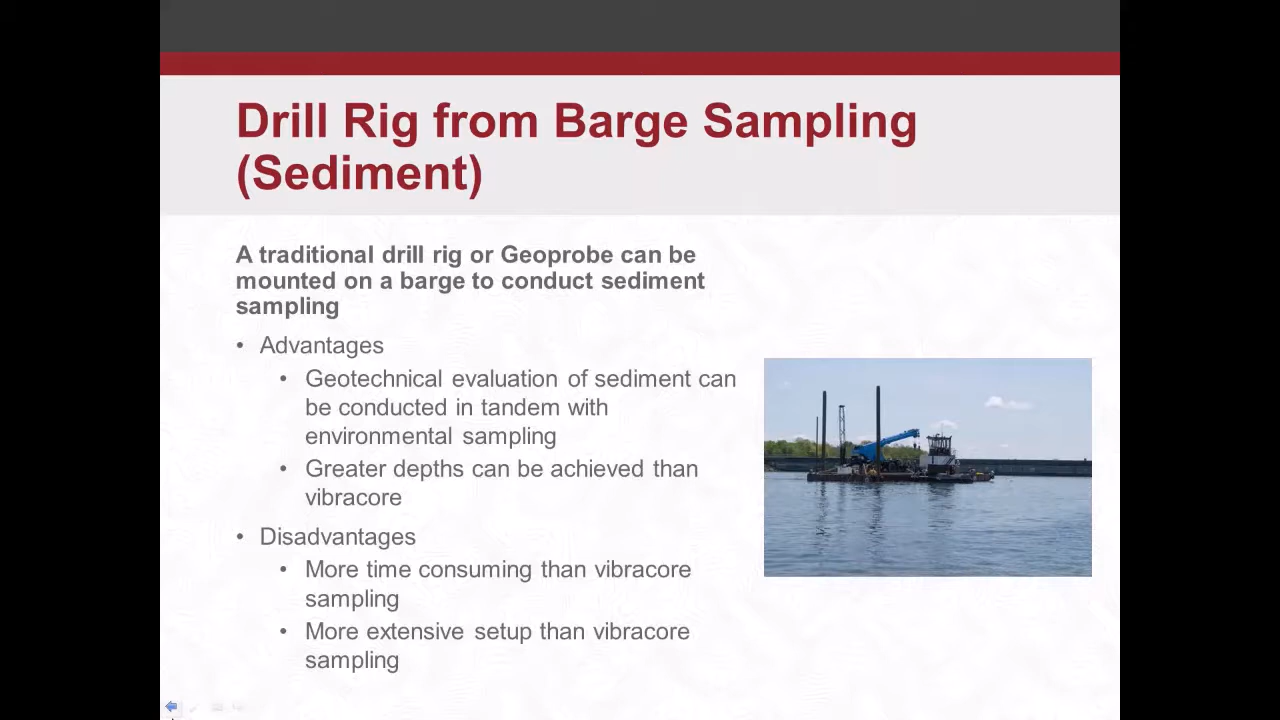 Drill Rig from Barge Sampling
(Sediment)
A traditional drill rig or Geoprobe can be
mounted on a barge to conduct sediment
sampling
• Advantages
• Geotechnical evaluation of sediment can
be conducted in tandem with
environmental sampling
• Greater depths can be achieved than
vibracore
• Disadvantages
• More time consuming than vibracore
sampling
• More extensive setup than vibracore
sampling